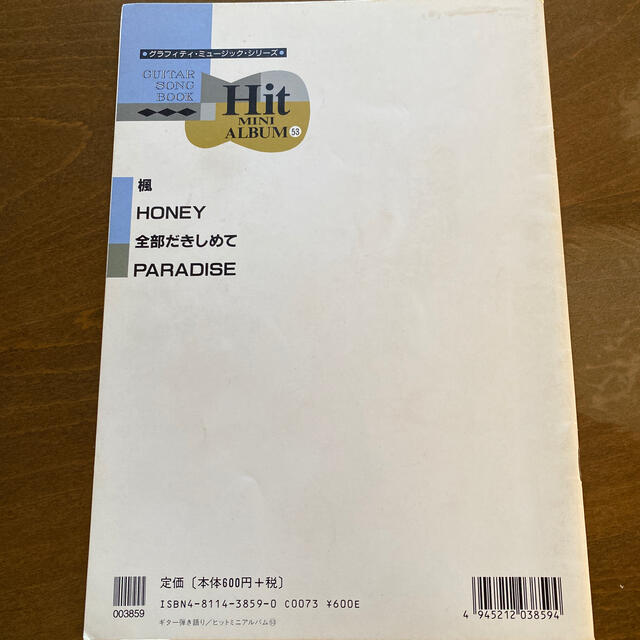 グラフィティ・ミュージック・シリーズ
GUITAR
SONG
BOOK
Hit
MINI
ALBUM 53
楓
HONEY
全部だきしめて
PARADISE
定価〔本体600円+税〕
ISBN4-8114-3859-0 C0073 ¥600E
ギター弾き語り/ヒットミニアルバム53
003859
4 945212 038594